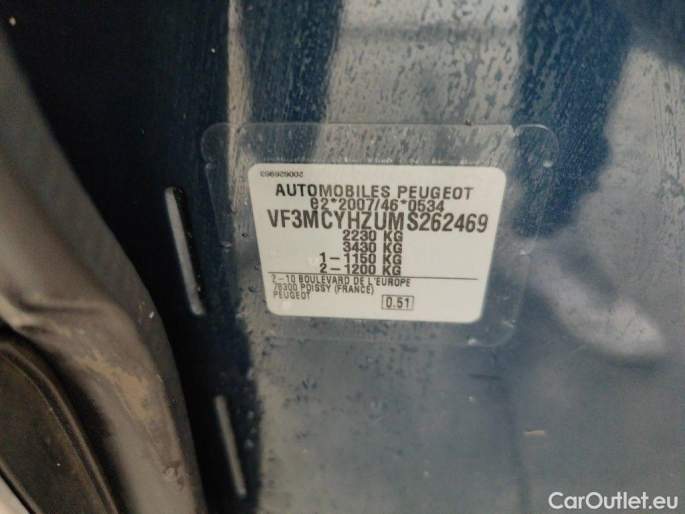 2006296963
AUTOMOBILES PEUGEOT
e2*2007/46*0534
VF3MCYHZUMS262469
2230 KG
3430 KG
1-1150 KG
2-1200 KG
2-10 BOULEVARD DE L'EUROPE
78300 POISSY (FRANCE)
PEUGEOT
0.51
CarOutlet.eu